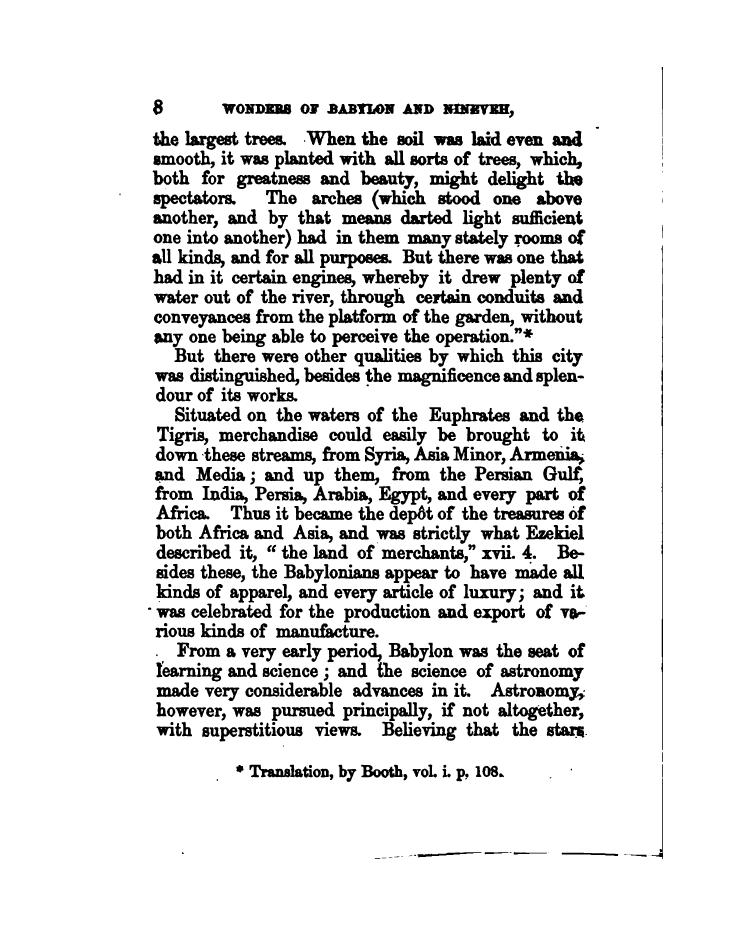 8 WONDERS OF BABYLON AND NINEVEH,
the largest trees. When the soil was laid even and
smooth, it was planted with all sorts of trees, which,
both for greatness and beauty, might delight the
spectators. The arches (which stood one above
another, and by that means darted light sufficient
one into another) had in them many stately rooms of
all kinds, and for all purposes. But there was one that
had in it certain engines, whereby it drew plenty of
water out of the river, through certain conduits and
conveyances from the platform of the garden, without
any one being able to perceive the operation."*
But there were other qualities by which this city
was distinguished, besides the magnificence and splen-
dour of its works.
Situated on the waters of the Euphrates and the
Tigris, merchandise could easily be brought to it
down these streams, from Syria, Asia Minor, Armenia,
and Media; and up them, from the Persian Gulf,
from India, Persia, Arabia, Egypt, and every part of
Africa. Thus it became the depôt of the treasures of
both Africa and Asia, and was strictly what Ezekiel
described it, "the land of merchants," xvii. 4. Be-
sides these, the Babylonians appear to have made all
kinds of apparel, and every article of luxury; and it
was celebrated for the production and export of va-
rious kinds of manufacture.
From a very early period, Babylon was the seat of
learning and science; and the science of astronomy
made very considerable advances in it. Astronomy,
however, was pursued principally, if not altogether,
with superstitious views. Believing that the stars
* Translation, by Booth, vol. i. p. 108.